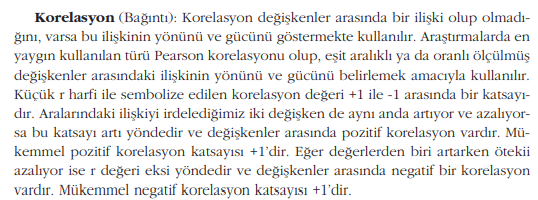 Korelasyon (Bağıntı): Korelasyon değişkenler arasında bir ilişki olup olmadı-
ğını, varsa bu ilişkinin yönünü ve gücünü göstermekte kullanılır. Araştırmalarda en
yaygın kullanılan türü Pearson korelasyonu olup, eşit aralıklı ya da oranlı ölçülmüş
değişkenler arasındaki ilişkinin yönünü ve gücünü belirlemek amacıyla kullanılır.
Küçük r harfi ile sembolize edilen korelasyon değeri +1 ile -1 arasında bir katsayı-
dır. Aralarındaki ilişkiyi irdelediğimiz iki değişken de aynı anda artıyor ve azalıyor-
sa bu katsayı artı yöndedir ve değişkenler arasında pozitif korelasyon vardır. Mü-
kemmel pozitif korelasyon katsayısı +1'dir. Eğer değerlerden biri artarken ötekii
azalıyor ise r değeri eksi yöndedir ve değişkenler arasında negatif bir korelasyon
vardır. Mükemmel negatif korelasyon katsayısı +1'dir.